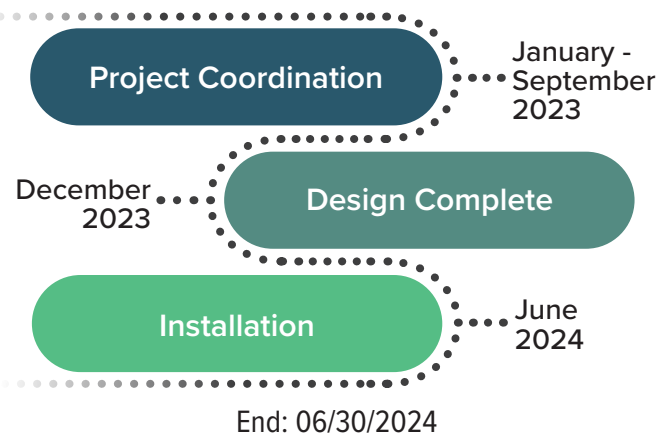 Project Coordination
January -
September
2023
December
2023
Design Complete
Installation
June
2024
End: 06/30/2024